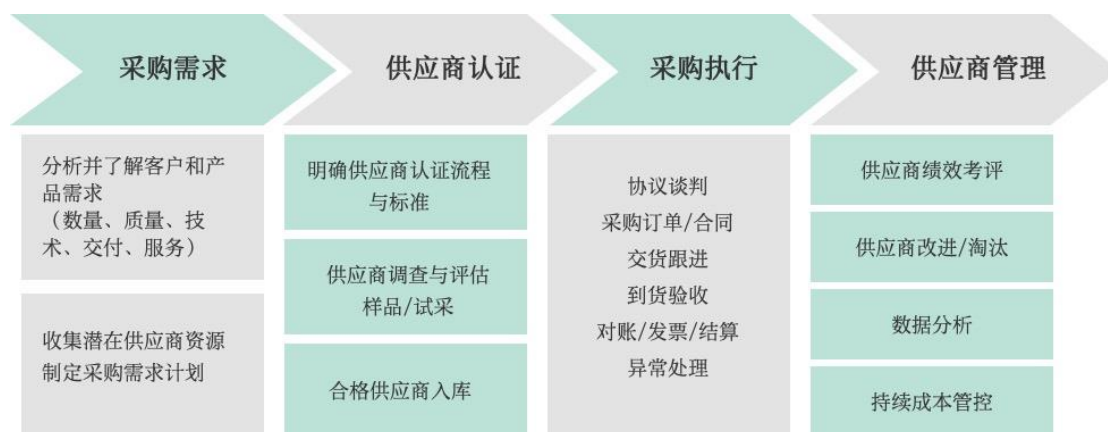 采购需求
供应商认证
采购执行
供应商管理
分析并了解客户和产
品需求
（数量、质量、技
术、交付、服务）
收集潜在供应商资源
制定采购需求计划
明确供应商认证流程
与标准
供应商调查与评估
样品/试采
合格供应商入库
协议谈判
采购订单/合同
交货跟进
到货验收
对账/发票/结算
异常处理
供应商绩效考评
供应商改进/淘汰
数据分析
持续成本管控